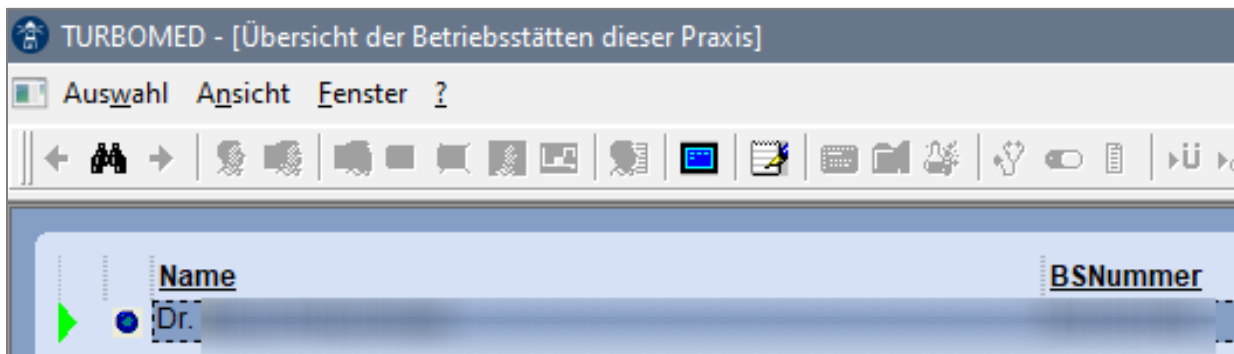 TURBOMED - [Übersicht der Betriebsstätten dieser Praxis]
Auswahl Ansicht Fenster ?
Ü
Name BSNummer
Dr.